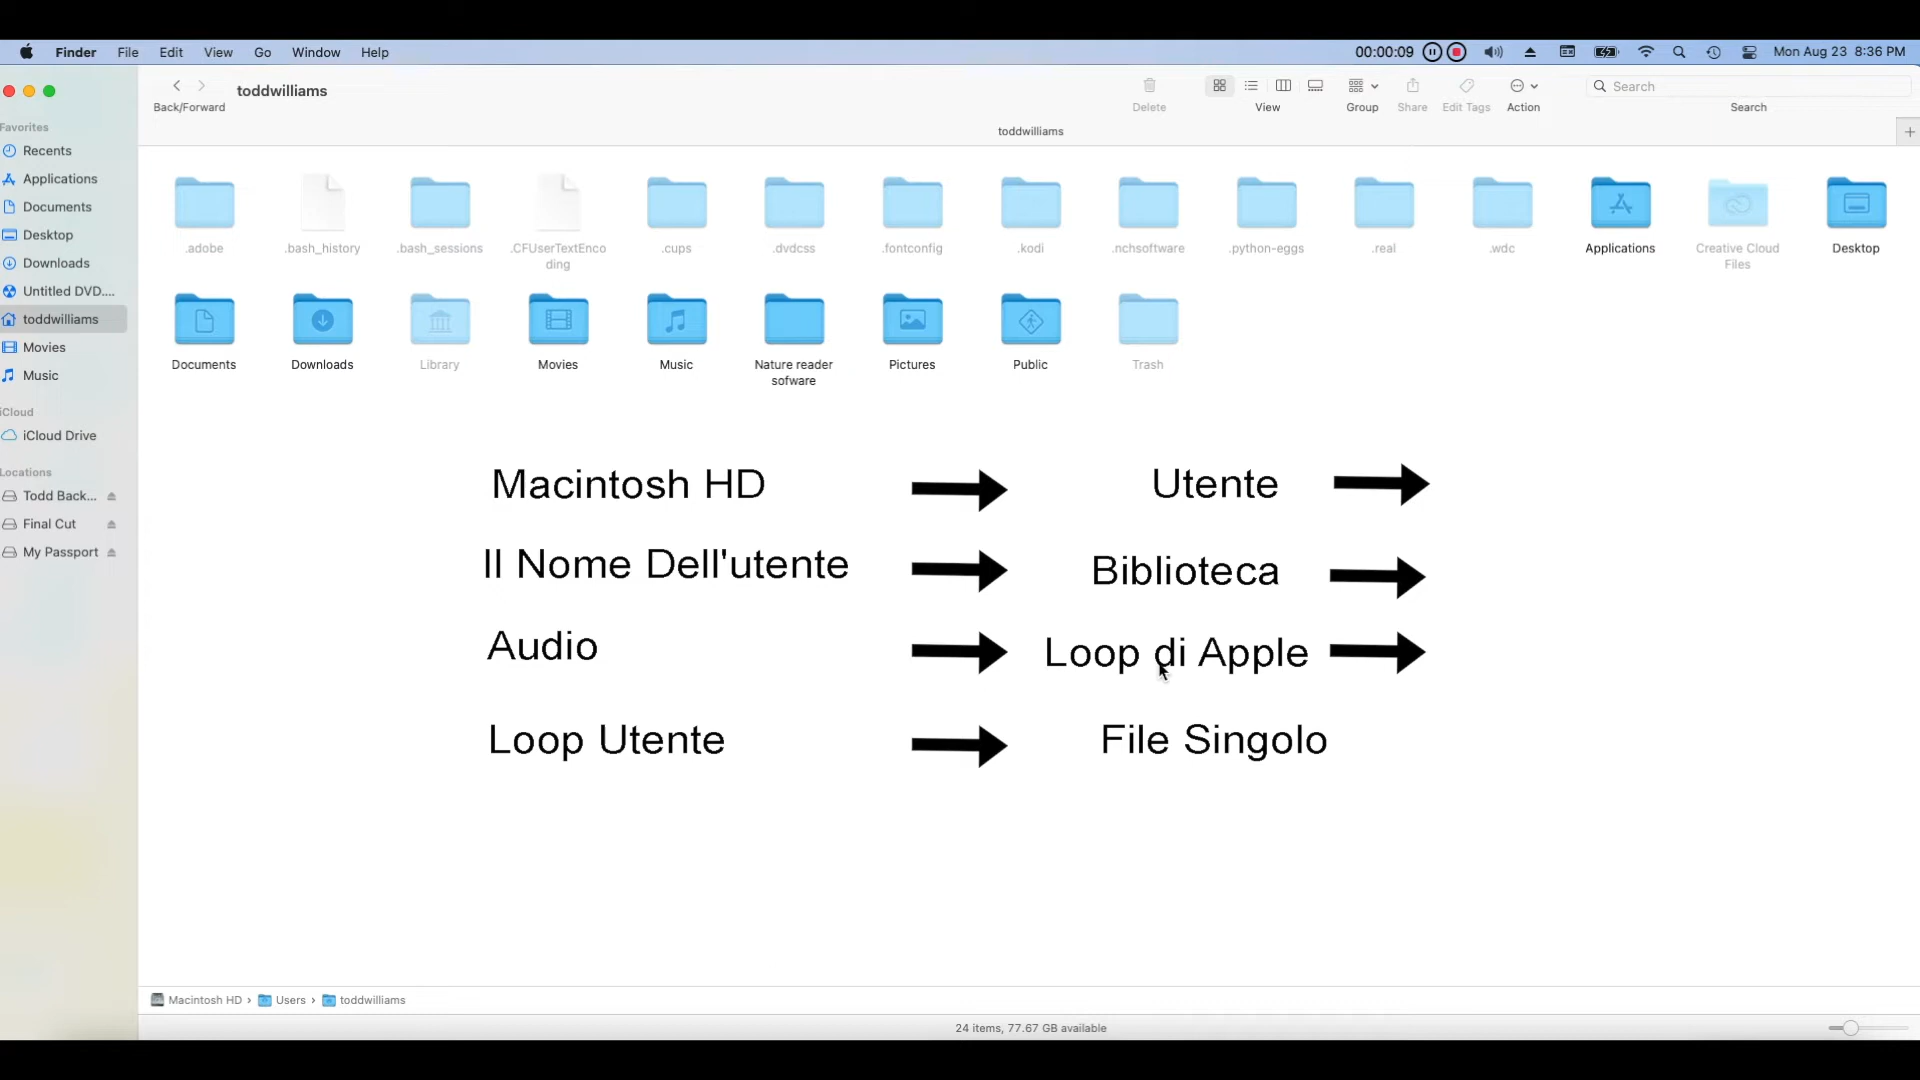 Finder File Edit View Go Window Help 00:00:09 Mon Aug 23 8:36 PM
toddwilliams
Back/Forward Delete View Group Share Edit Tags Action Search
Search
toddwilliams
Favorites
Recents
Applications
Documents
Desktop
Downloads
Untitled DVD....
toddwilliams
Movies
Music
iCloud
iCloud Drive
Locations
Todd Back...
Final Cut
My Passport
.adobe .bash_history .bash_sessions .CFUserTextEnco .cups .dvdcss .fontconfig .kodi .nchsoftware .python-eggs .real .wdc Applications Creative Cloud Desktop
ding Files
Documents Downloads Library Movies Music Nature reader Pictures Public Trash
sofware
Macintosh HD Utente
Il Nome Dell'utente Biblioteca
Audio Loop di Apple
Loop Utente File Singolo
Macintosh HD › Users › toddwilliams
24 items, 77.67 GB available